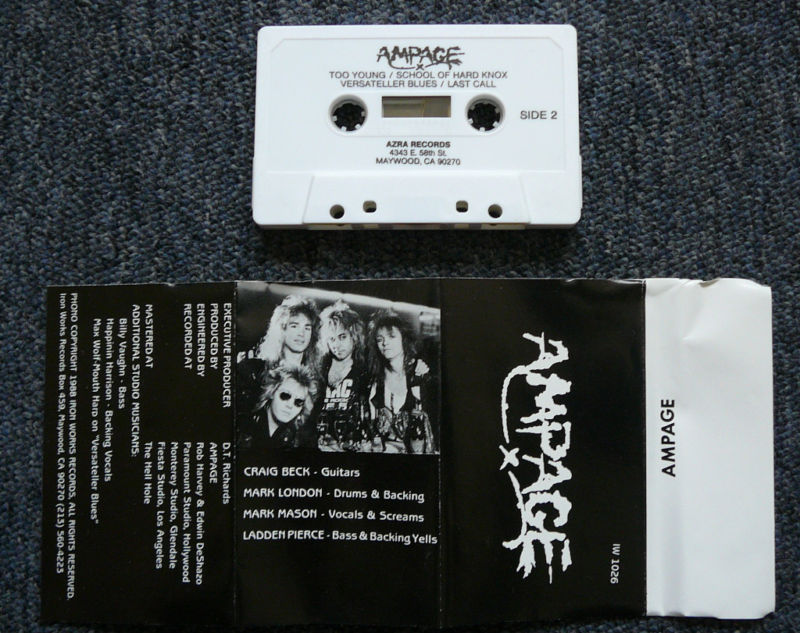 AMPAGE
TOO YOUNG / SCHOOL OF HARD KNOX
VERSATELLER BLUES / LAST CALL
SIDE 2
AZRA RECORDS
4343 E. 58th St.
MAYWOOD, CA 90270
AMPAGE
AMPAGE
IW 1026
CRAIG BECK - Guitars
MARK LONDON - Drums & Backing
MARK MASON - Vocals & Screams
LADDEN PIERCE - Bass & Backing Yells
EXECUTIVE PRODUCER D.T. Richards
PRODUCED BY AMPAGE
ENGINEERED BY Rob Harvey & Edwin DeShazo
RECORDED AT Paramount Studio, Hollywood
Monterey Studio, Glendale
Fiesta Studio, Los Angeles
MASTERED AT The Hell Hole
ADDITIONAL STUDIO MUSICIANS:
Billy Vaughn - Bass
Happinin Harrison - Backing Vocals
Max Wolf-Mouth Harp on "Versateller Blues"
PHONO COPYRIGHT 1988 IRON WORKS RECORDS, ALL RIGHTS RESERVED.
Iron Works Records Box 459, Maywood, CA 90270 (213) 560-4223